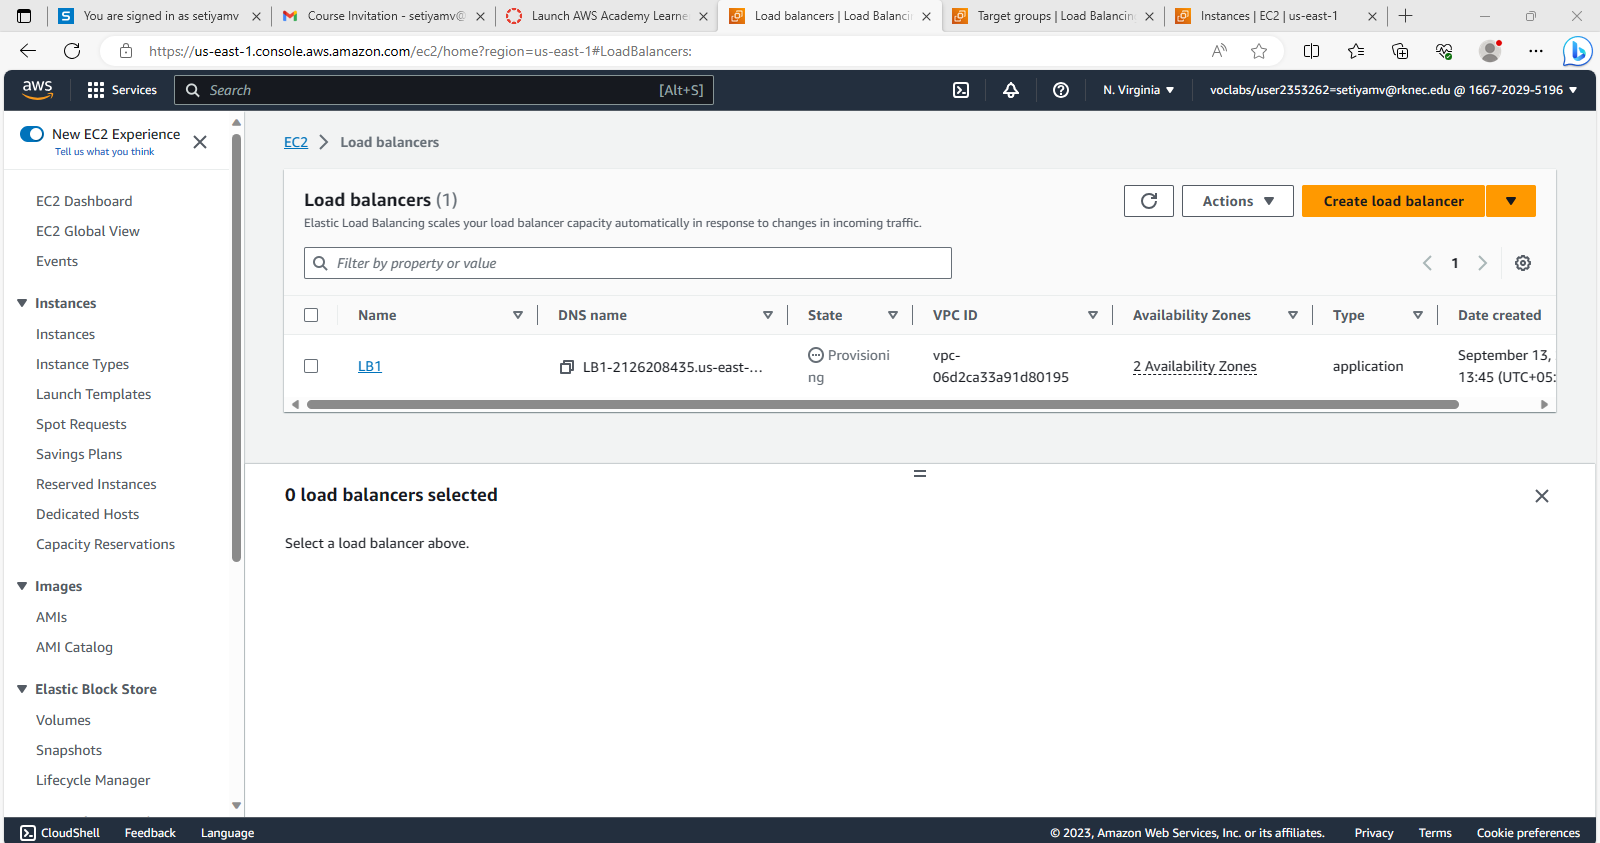 You are signed in as setiyamv
Course Invitation - setiyamv@
Launch AWS Academy Learne
Load balancers | Load Balancin
Target groups | Load Balancing
Instances | EC2 | us-east-1
https://us-east-1.console.aws.amazon.com/ec2/home?region=us-east-1#LoadBalancers:
aws
Services
Search
[Alt+S]
N. Virginia
voclabs/user2353262=setiyamv@rknec.edu @ 1667-2029-5196
New EC2 Experience
Tell us what you think
EC2 Dashboard
EC2 Global View
Events
Instances
Instances
Instance Types
Launch Templates
Spot Requests
Savings Plans
Reserved Instances
Dedicated Hosts
Capacity Reservations
Images
AMIs
AMI Catalog
Elastic Block Store
Volumes
Snapshots
Lifecycle Manager
EC2 > Load balancers
Load balancers (1)
Elastic Load Balancing scales your load balancer capacity automatically in response to changes in incoming traffic.
Actions
Create load balancer
Filter by property or value
1
Name
DNS name
State
VPC ID
Availability Zones
Type
Date created
LB1
LB1-2126208435.us-east-...
Provisioni
ng
vpc-
06d2ca33a91d80195
2 Availability Zones
application
September 13,
13:45 (UTC+05:
0 load balancers selected
Select a load balancer above.
CloudShell
Feedback
Language
© 2023, Amazon Web Services, Inc. or its affiliates.
Privacy
Terms
Cookie preferences